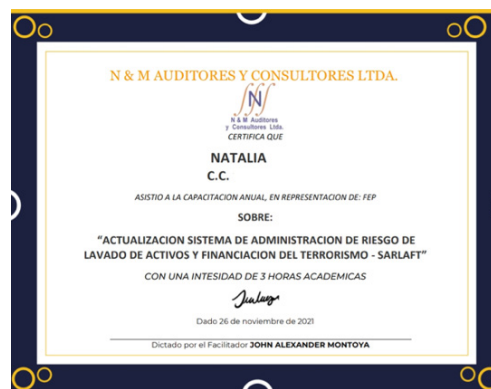 N & M AUDITORES Y CONSULTORES LTDA.
N
N & M Auditores
y Consultores Ltda.
CERTIFICA QUE
NATALIA
C.C.
ASISTIO A LA CAPACITACION ANUAL, EN REPRESENTACION DE: FEP
SOBRE:
"ACTUALIZACION SISTEMA DE ADMINISTRACION DE RIESGO DE
LAVADO DE ACTIVOS Y FINANCIACION DEL TERRORISMO - SARLAFT"
CON UNA INTESIDAD DE 3 HORAS ACADEMICAS
Dado 26 de noviembre de 2021
Dictado por el Facilitador JOHN ALEXANDER MONTOYA